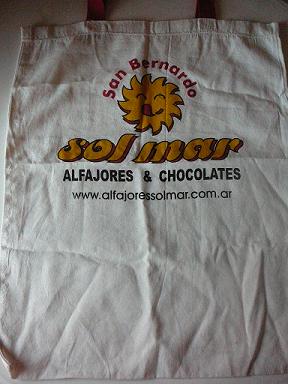 San Bernardo
sol mar
ALFAJORES & CHOCOLATES
www.alfajoressolmar.com.ar